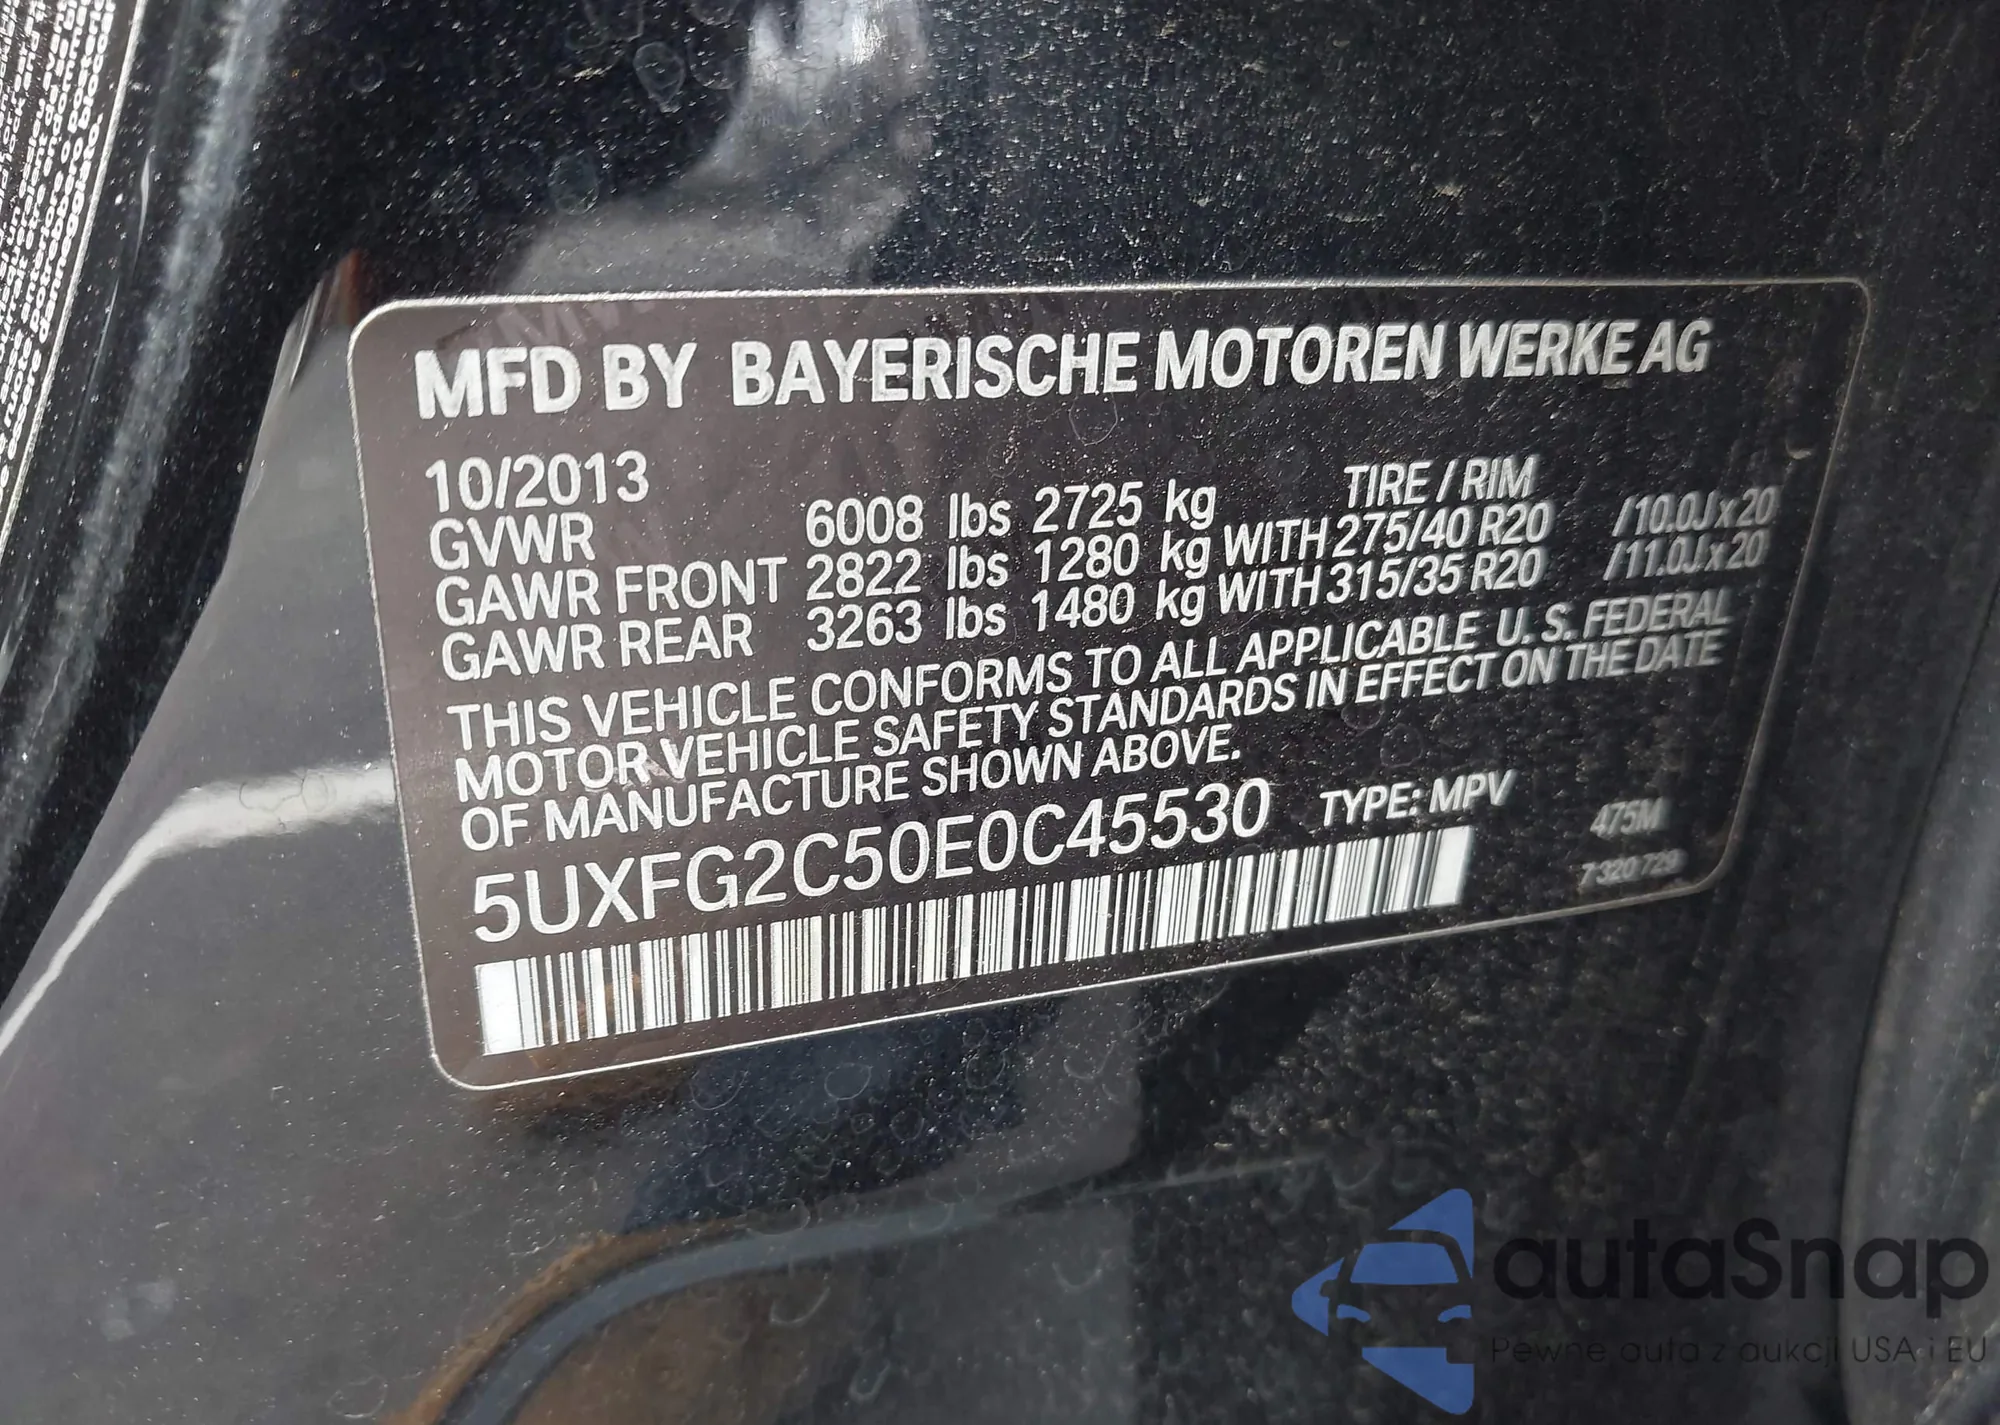 MFD BY BAYERISCHE MOTOREN WERKE AG
10/2013 TIRE / RIM
GVWR 6008 lbs 2725 kg
GAWR FRONT 2822 lbs 1280 kg WITH 275/40 R20 /10.0J x 20
GAWR REAR 3263 lbs 1480 kg WITH 315/35 R20 /11.0J x 20
THIS VEHICLE CONFORMS TO ALL APPLICABLE U.S. FEDERAL
MOTOR VEHICLE SAFETY STANDARDS IN EFFECT ON THE DATE
OF MANUFACTURE SHOWN ABOVE.
5UXFG2C50E0C45530 TYPE: MPV 475M
7 320 729
autaSnap
Pewne auta z aukcji USA i EU